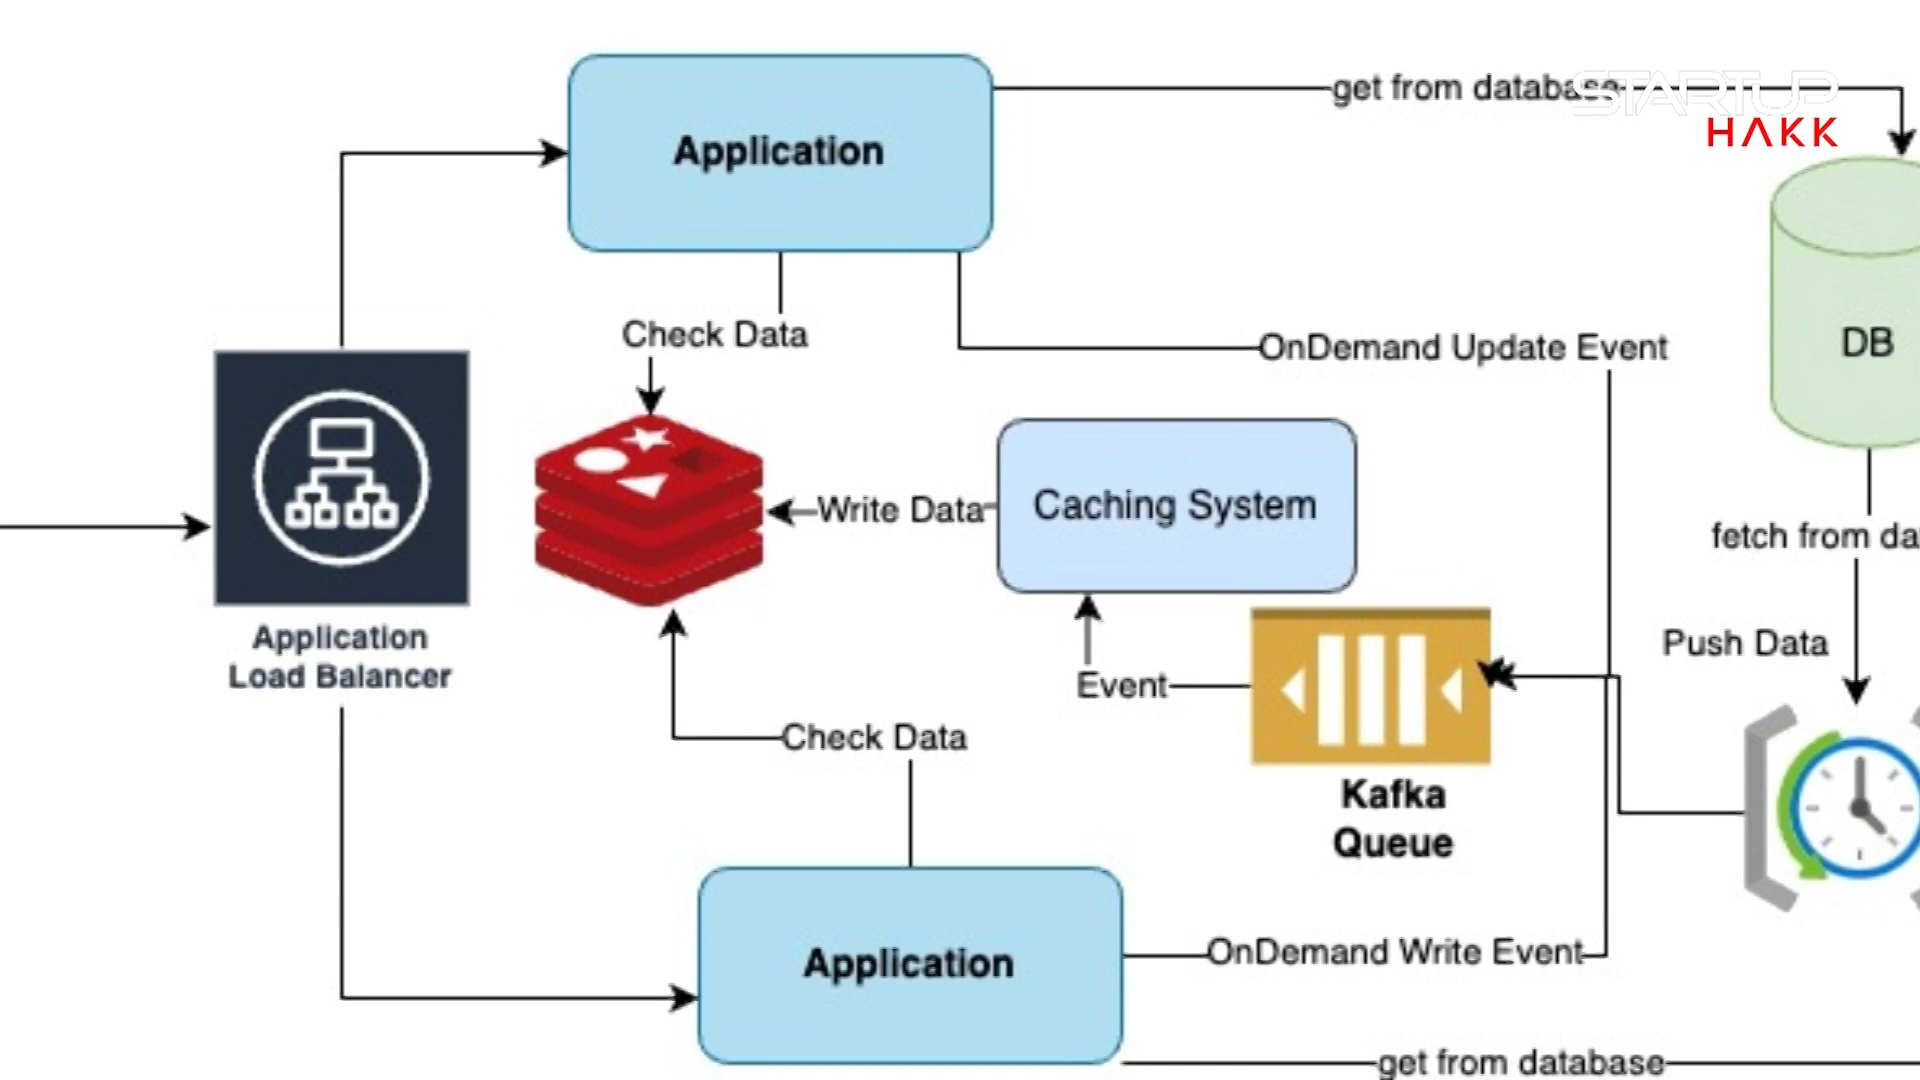 get from database
STARTUP
HAKK
Application
Check Data
OnDemand Update Event
DB
Caching System
Write Data
fetch from da
Application
Load Balancer
Push Data
Event
Check Data
Kafka
Queue
Application
OnDemand Write Event
get from database